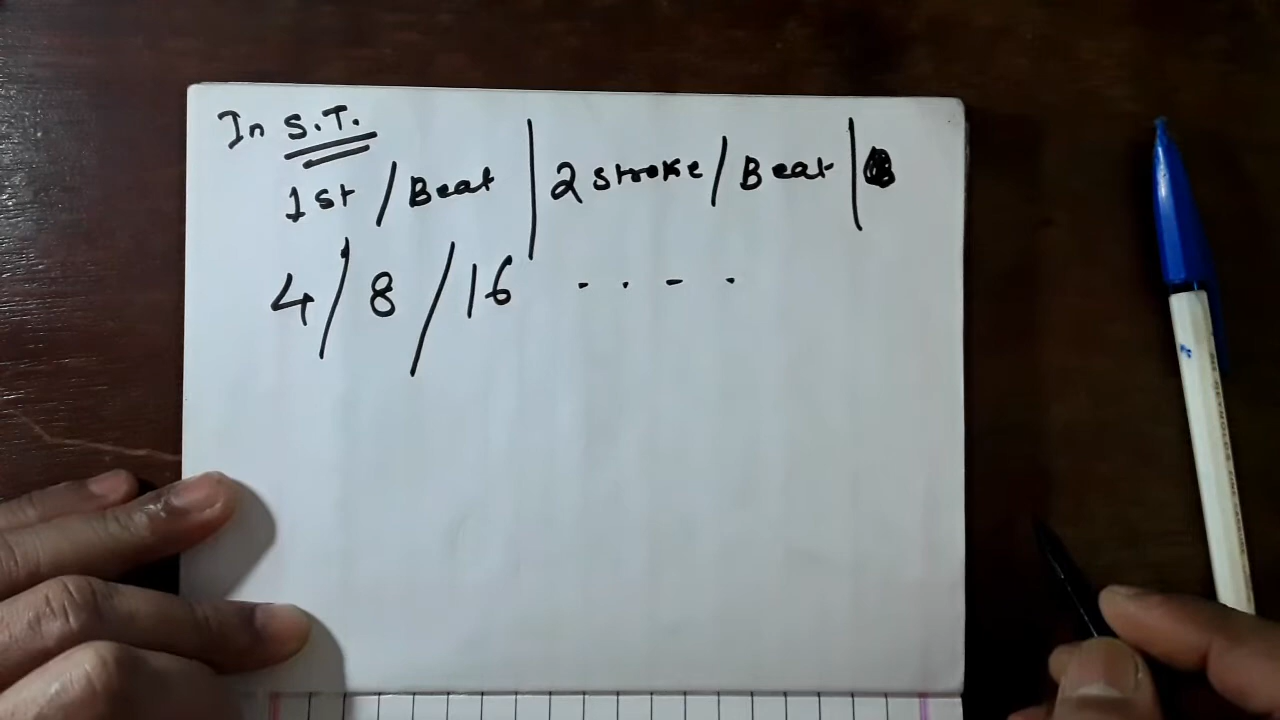 In S.T.
1st / Beat | 2 stroke / Beat |
4 / 8 / 16 . . - .